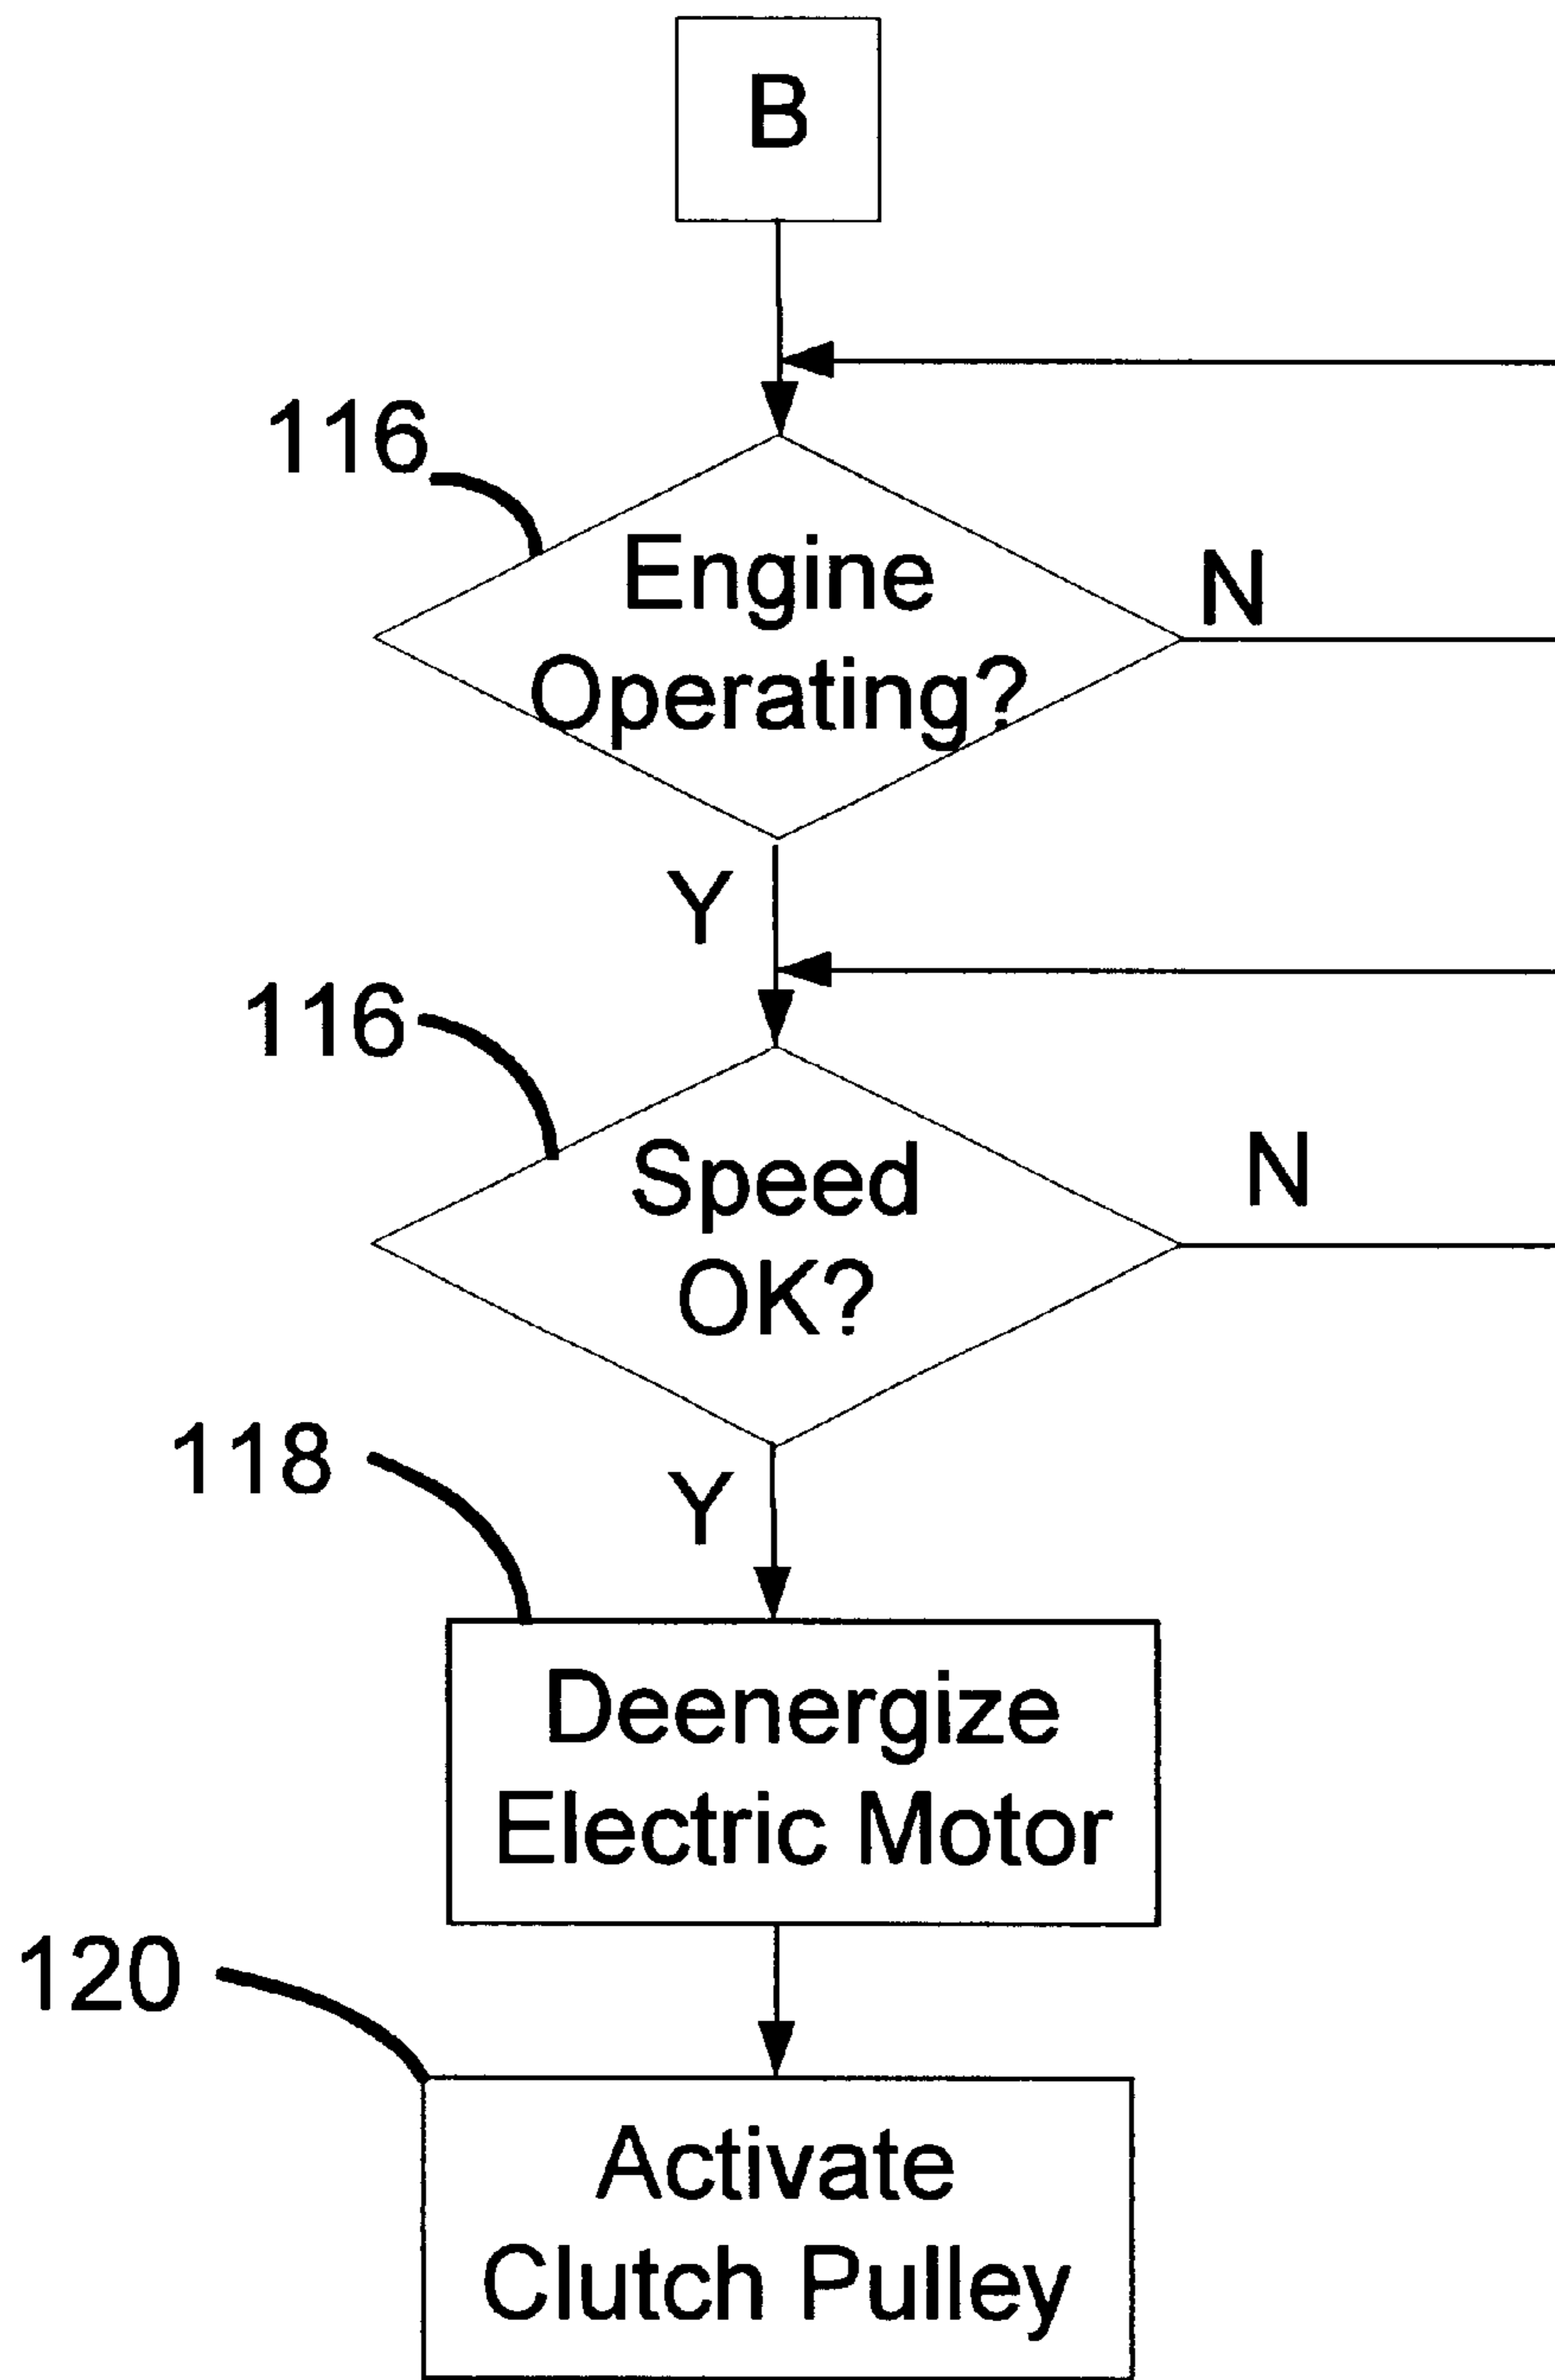 B
116
Engine
Operating?
N
Y
116
Speed
OK?
N
118
Y
Deenergize
Electric Motor
120
Activate
Clutch Pulley